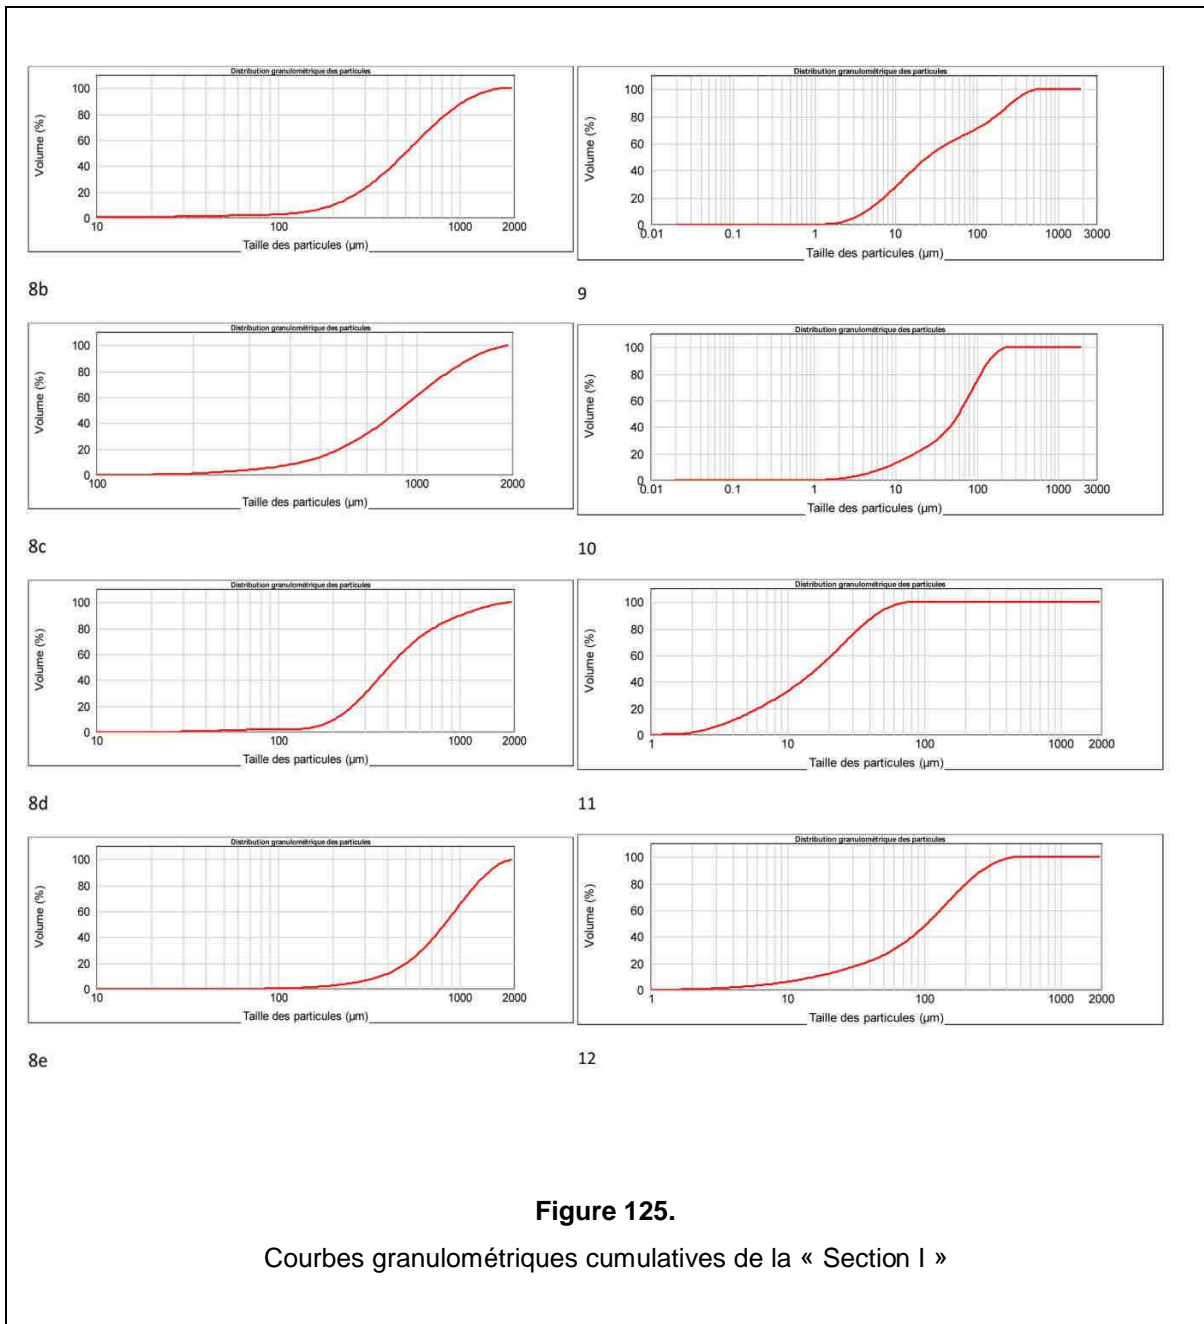 Distribution granulométrique des particules
Volume (%)
100
80
60
40
20
0
10 100 1000 2000
Taille des particules (µm)
8b
Distribution granulométrique des particules
Volume (%)
100
80
60
40
20
0
0.01 0.1 1 10 100 1000 3000
Taille des particules (µm)
9
Distribution granulométrique des particules
Volume (%)
100
80
60
40
20
0
100 1000 2000
Taille des particules (µm)
8c
Distribution granulométrique des particules
Volume (%)
100
80
60
40
20
0
0.01 0.1 1 10 100 1000 3000
Taille des particules (µm)
10
Distribution granulométrique des particules
Volume (%)
100
80
60
40
20
0
10 100 1000 2000
Taille des particules (µm)
8d
Distribution granulométrique des particules
Volume (%)
100
80
60
40
20
0
1 10 100 1000 2000
Taille des particules (µm)
11
Distribution granulométrique des particules
Volume (%)
100
80
60
40
20
0
10 100 1000 2000
Taille des particules (µm)
8e
Distribution granulométrique des particules
Volume (%)
100
80
60
40
20
0
1 10 100 1000 2000
Taille des particules (µm)
12
Figure 125.
Courbes granulométriques cumulatives de la « Section I »